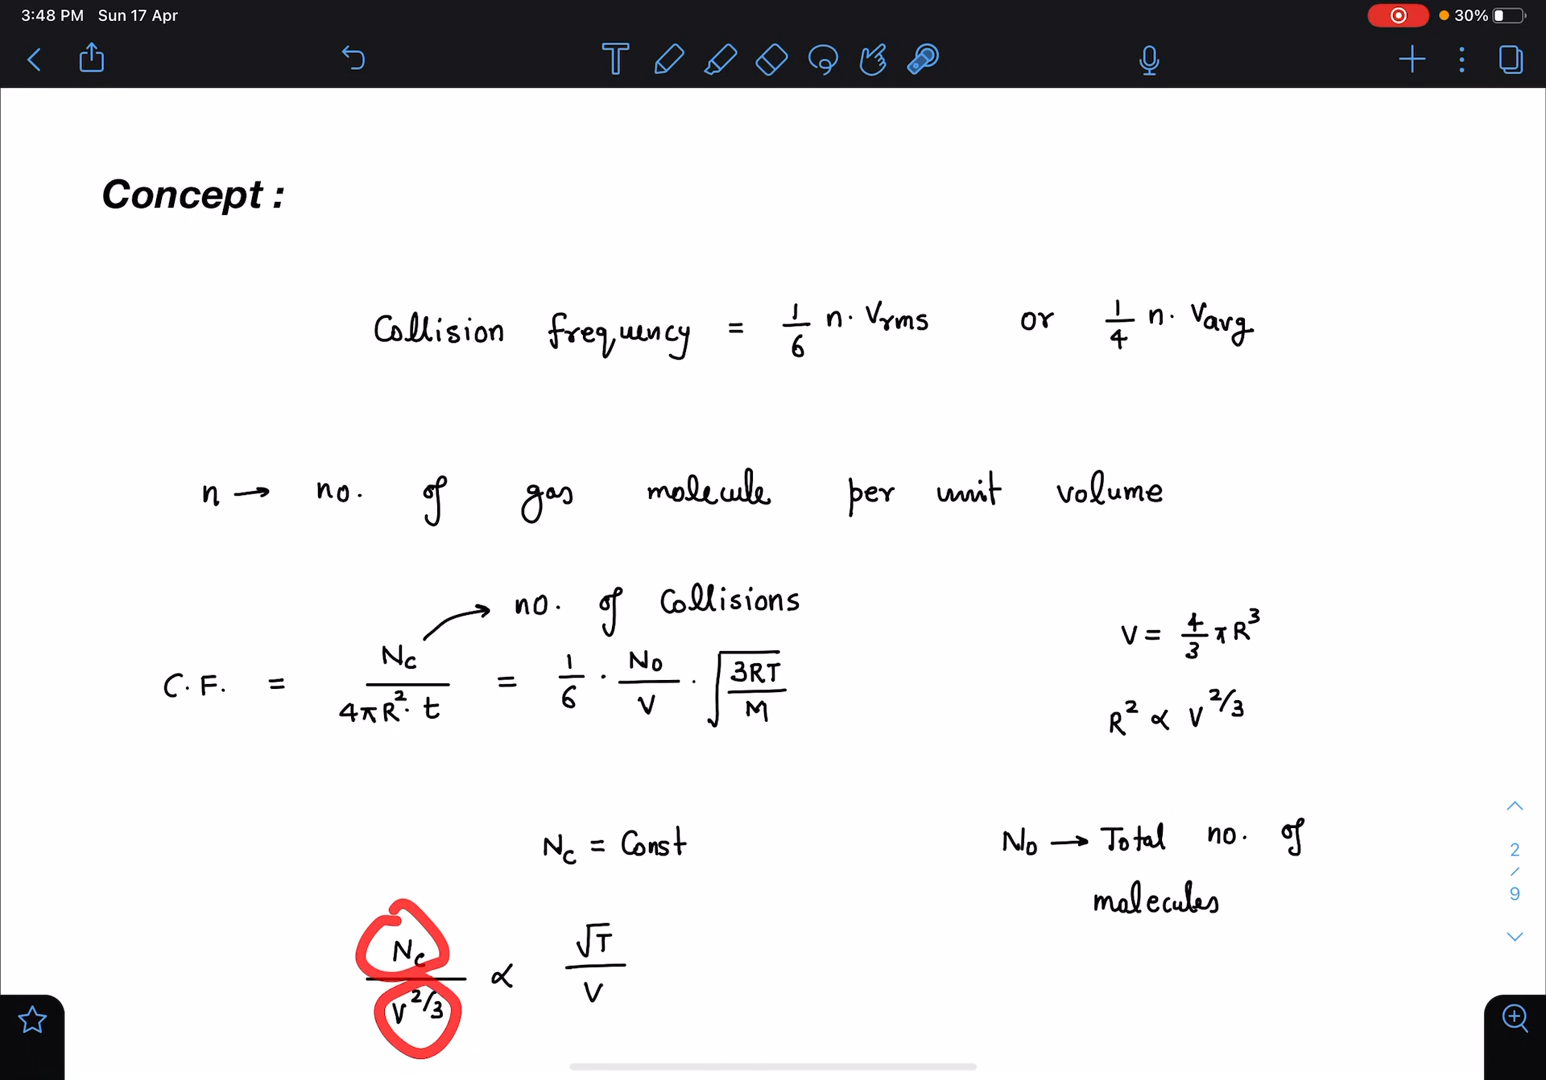 3:48 PM Sun 17 Apr
30%
Concept :
Collision frequency = 1/6 n. Vrms or 1/4 n. Vavg
n → no. of gas molecule per unit volume
→ no. of Collisions
C.F. = Nc / 4πR². t = 1/6 . N₀/V . √(3RT/M)
V = 4/3 πR³
R² ∝ V^2/3
Nc = Const
N₀ → Total no. of
molecules
Nc / V^2/3 ∝ √T / V
2
/
9